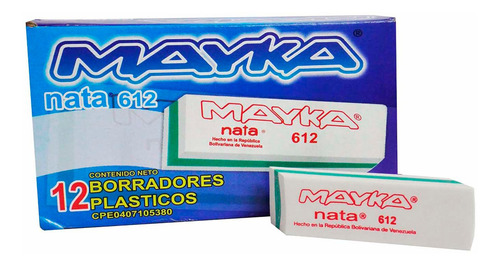 MAYKA®
nata 612
MAYKA®
nata® 612
Hecho en la República
Bolivariana de Venezuela
CONTENIDO NETO
12 BORRADORES
PLASTICOS
CPE0407105380
MAYKA®
nata® 612
Hecho en la República Bolivariana de Venezuela